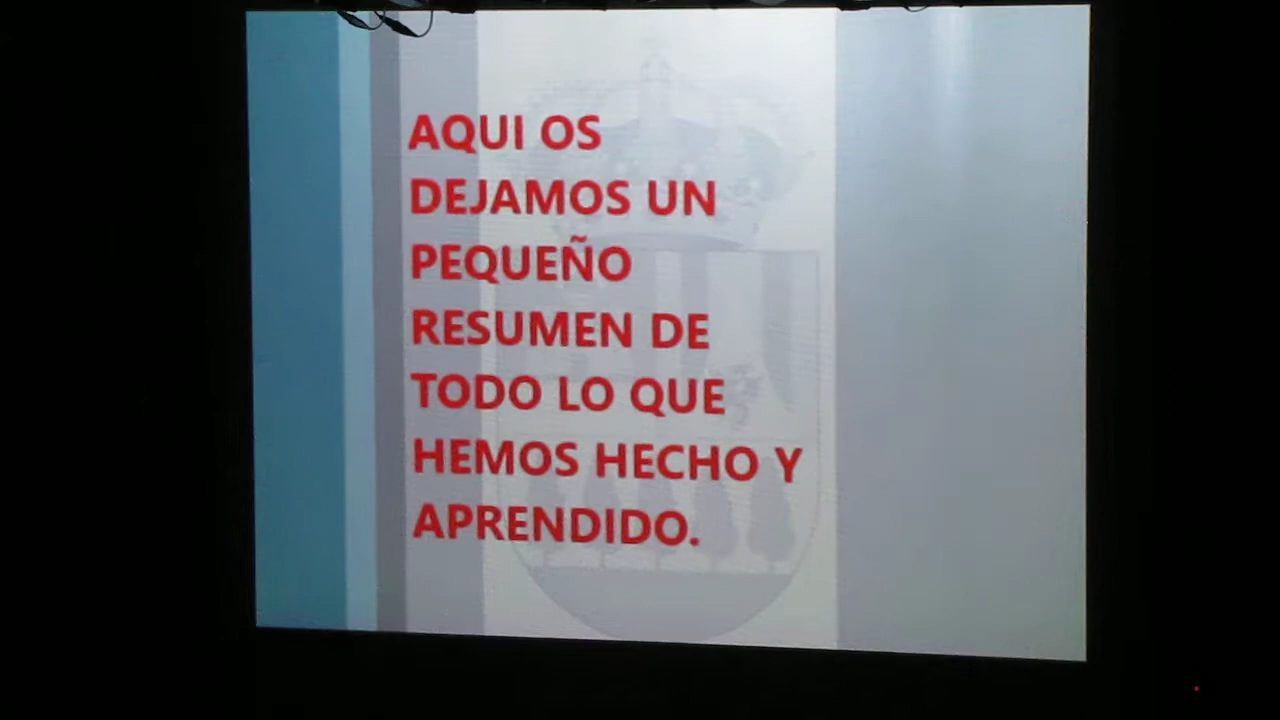 AQUI OS
DEJAMOS UN
PEQUEÑO
RESUMEN DE
TODO LO QUE
HEMOS HECHO Y
APRENDIDO.